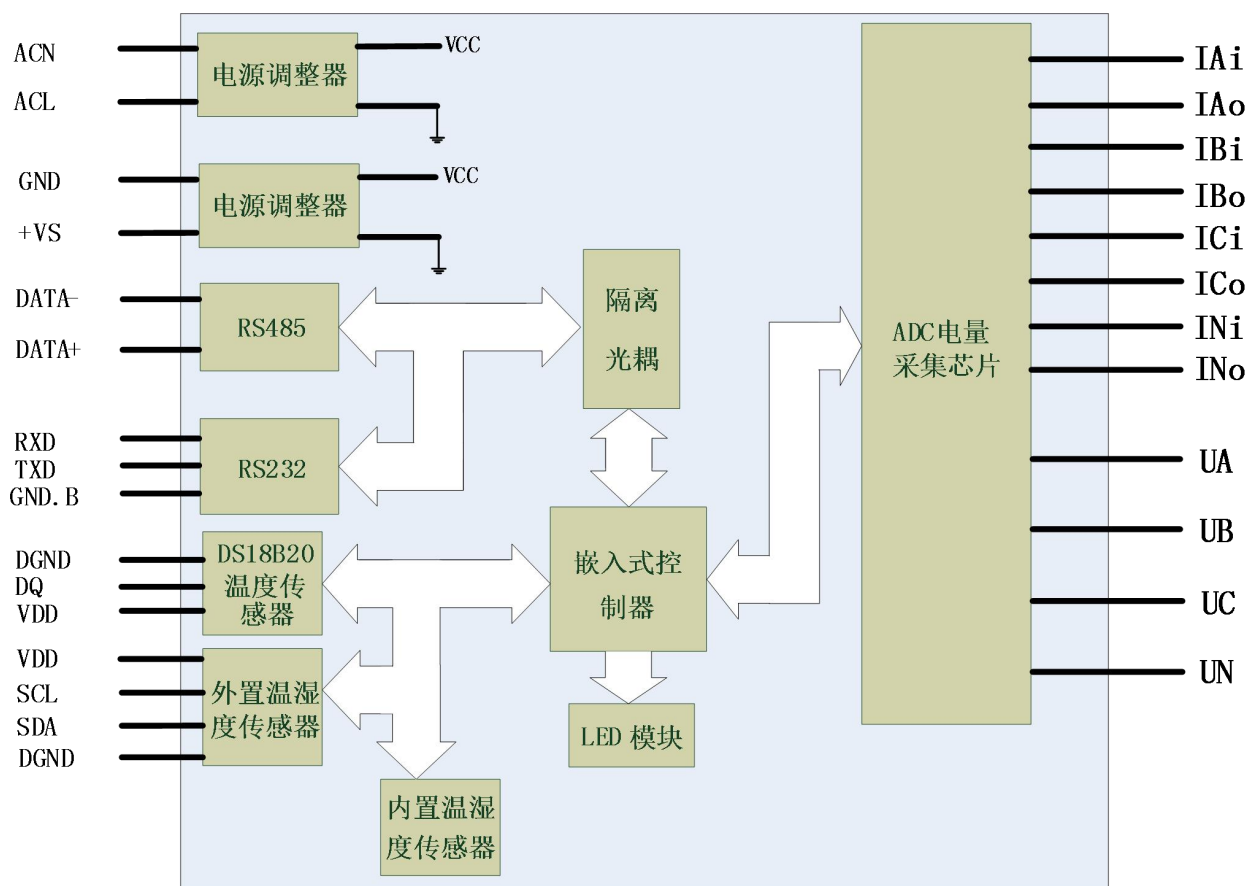 ACN
ACL
电源调整器
VCC
GND
+VS
电源调整器
VCC
DATA-
DATA+
RS485
RXD
TXD
GND.B
RS232
DGND
DQ
VDD
DS18B20
温度传
感器
VDD
SCL
SDA
DGND
外置温湿
度传感器
内置温湿
度传感器
隔离
光耦
嵌入式控
制器
LED 模块
ADC电量
采集芯片
IAi
IAo
IBi
IBo
ICi
ICo
INi
INo
UA
UB
UC
UN